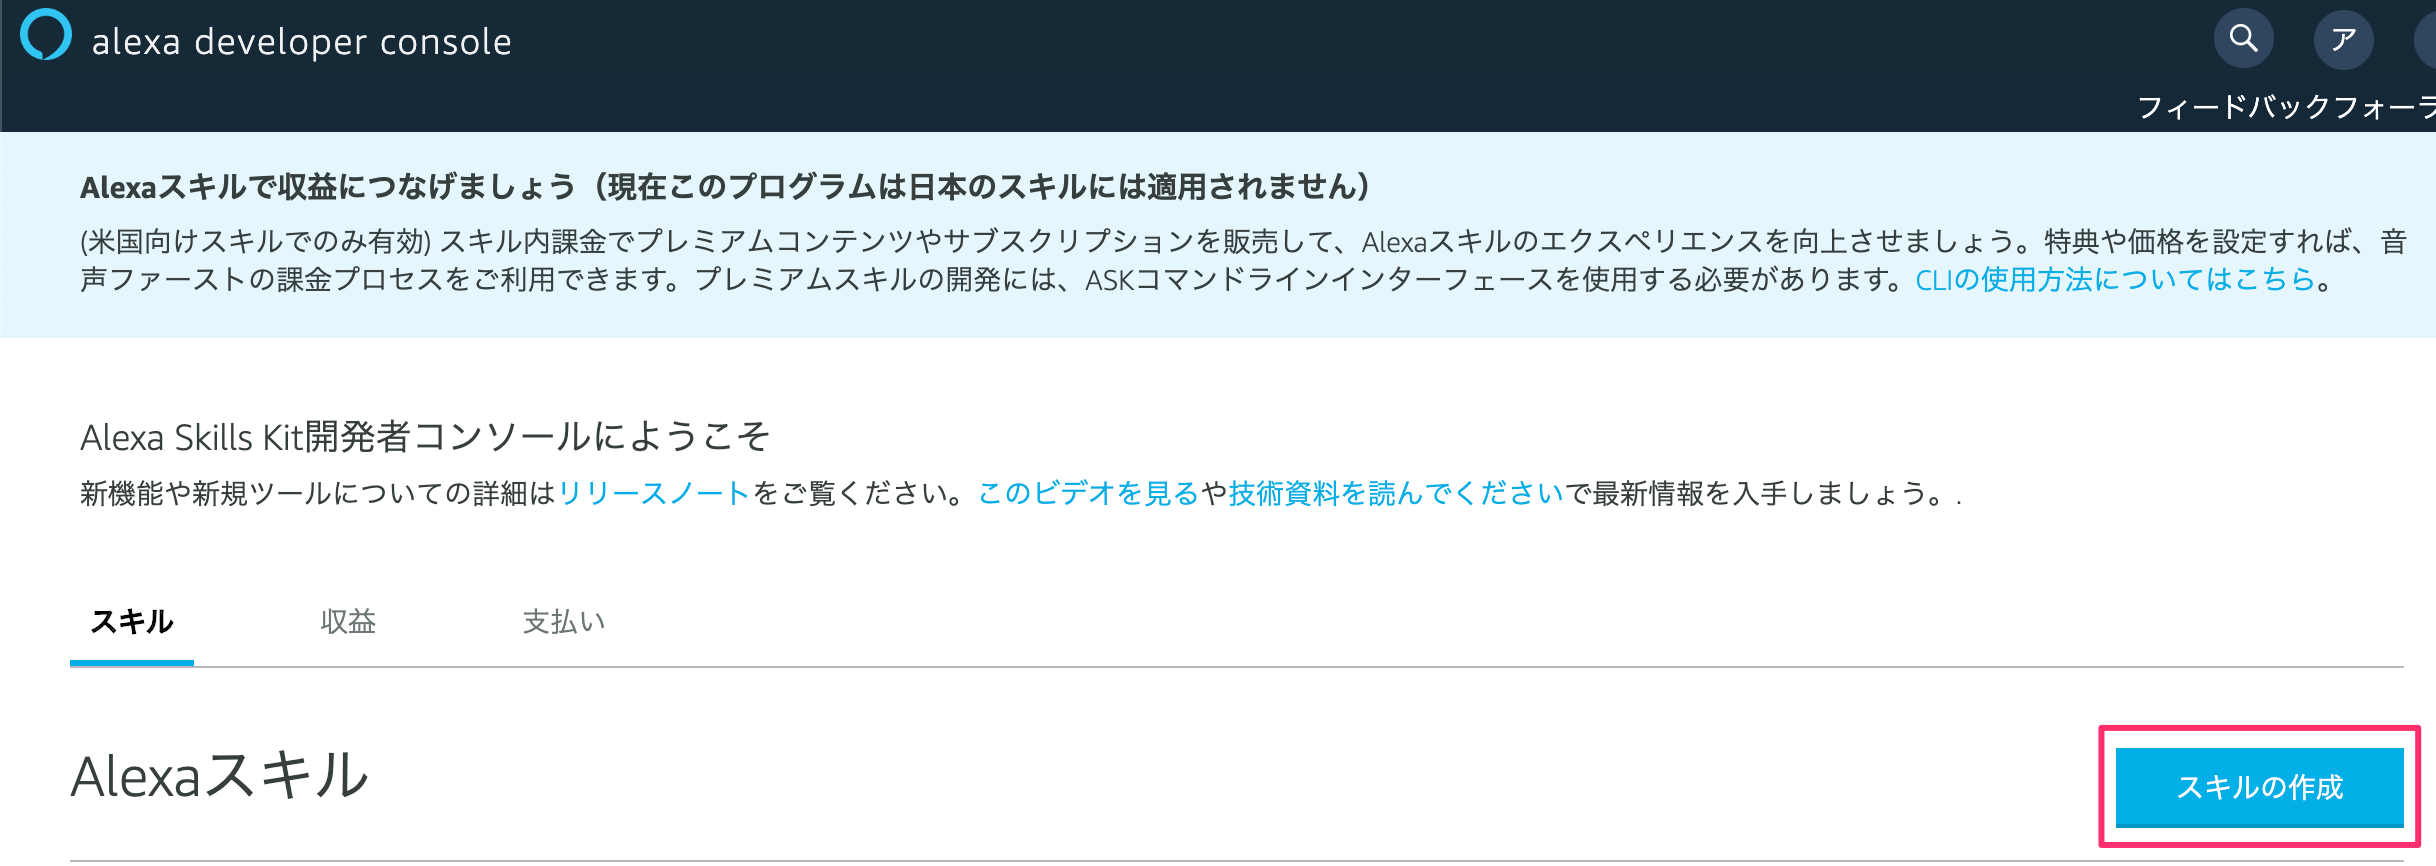 alexa developer console
ア
フィードバックフォーラ
Alexaスキルで収益につなげましょう（現在このプログラムは日本のスキルには適用されません）
(米国向けスキルでのみ有効) スキル内課金でプレミアムコンテンツやサブスクリプションを販売して、Alexaスキルのエクスペリエンスを向上させましょう。特典や価格を設定すれば、音
声ファーストの課金プロセスをご利用できます。プレミアムスキルの開発には、ASKコマンドラインインターフェースを使用する必要があります。CLIの使用方法についてはこちら。
Alexa Skills Kit開発者コンソールにようこそ
新機能や新規ツールについての詳細はリリースノートをご覧ください。このビデオを見るや技術資料を読んでくださいで最新情報を入手しましょう。.
スキル 収益 支払い
Alexaスキル
スキルの作成